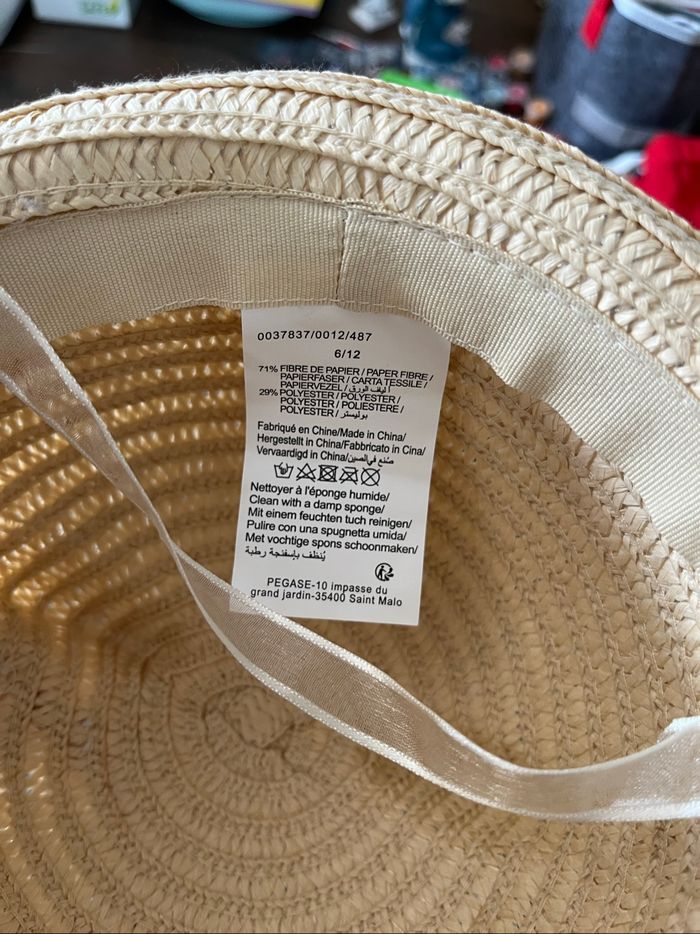 0037837/0012/487
6/12
71% FIBRE DE PAPIER / PAPER FIBRE /
PAPIERFASER / CARTA TESSILE /
PAPIERVEZEL / ألياف الورق
29% POLYESTER / POLYESTER /
POLYESTER / POLIESTERE /
POLYESTER / بوليستر
Fabriqué en Chine/Made in China/
Hergestellt in China/Fabbricato in Cina/
Vervaardigd in China/صُنع في الصين
Nettoyer à l'éponge humide/
Clean with a damp sponge/
Mit einem feuchten tuch reinigen/
Pulire con una spugnetta umida/
Met vochtige spons schoonmaken/
يُنظف بإسفنجة رطبة
PEGASE-10 impasse du
grand jardin-35400 Saint Malo